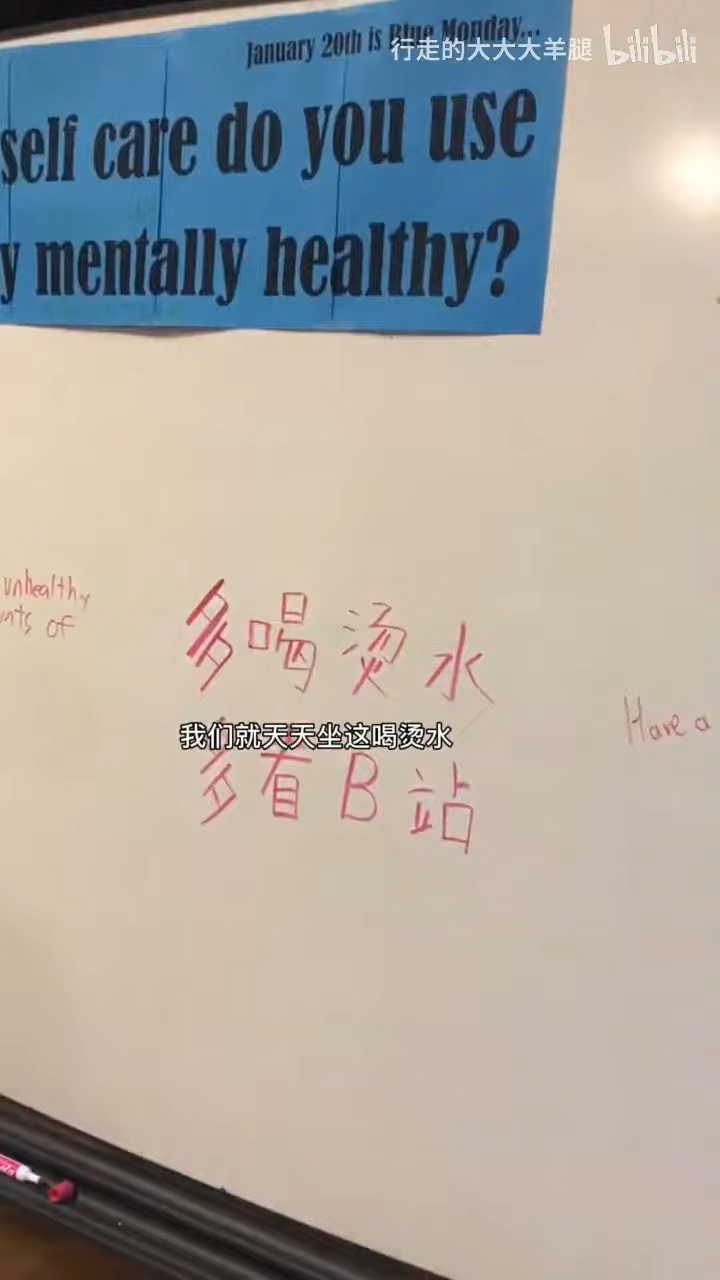 January 20th is Blue Monday...
行走的大大大羊腿 bilibili
self care do you use
y mentally healthy?
unhealthy
nts of
多喝烫水
Have a
我们就天天坐这喝烫水
多看B站